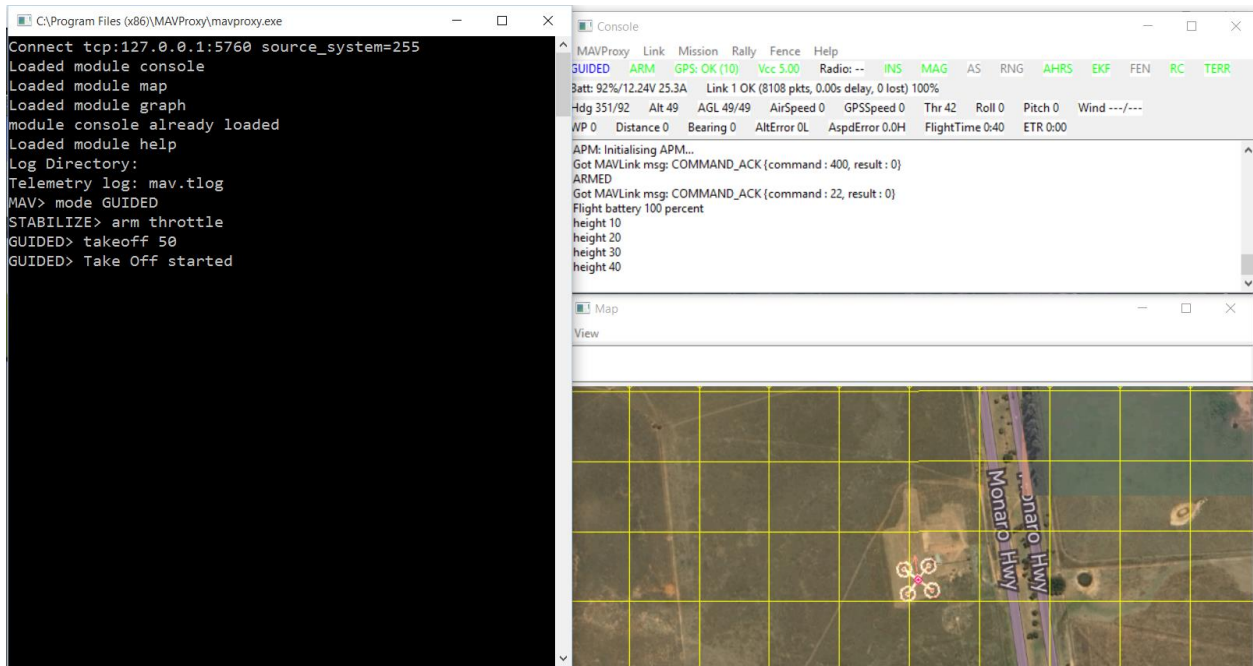 C:\Program Files (x86)\MAVProxy\mavproxy.exe
Connect tcp:127.0.0.1:5760 source_system=255
Loaded module console
Loaded module map
Loaded module graph
module console already loaded
Loaded module help
Log Directory:
Telemetry log: mav.tlog
MAV> mode GUIDED
STABILIZE> arm throttle
GUIDED> takeoff 50
GUIDED> Take Off started
Console
MAVProxy Link Mission Rally Fence Help
GUIDED ARM GPS: OK (10) Vcc 5.00 Radio: -- INS MAG AS RNG AHRS EKF FEN RC TERR
Batt: 92%/12.24V 25.3A Link 1 OK (8108 pkts, 0.00s delay, 0 lost) 100%
Hdg 351/92 Alt 49 AGL 49/49 AirSpeed 0 GPSSpeed 0 Thr 42 Roll 0 Pitch 0 Wind ---/---
WP 0 Distance 0 Bearing 0 AltError 0L AspdError 0.0H FlightTime 0:40 ETR 0:00
APM: Initialising APM...
Got MAVLink msg: COMMAND_ACK {command : 400, result : 0}
ARMED
Got MAVLink msg: COMMAND_ACK {command : 22, result : 0}
Flight battery 100 percent
height 10
height 20
height 30
height 40
Map
View
Monaro Hwy
Monaro Hwy